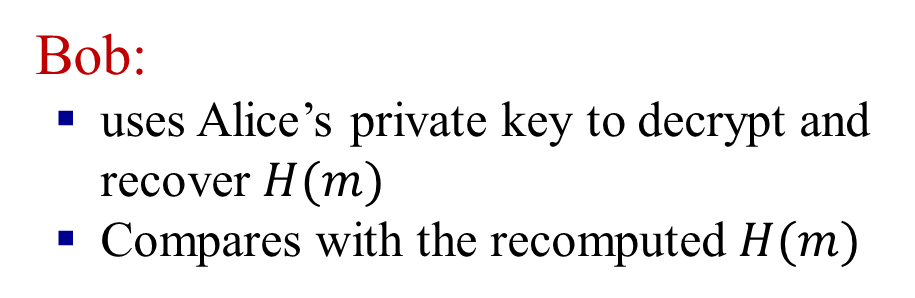 Bob:
▪ uses Alice’s private key to decrypt and
recover H(m)
▪ Compares with the recomputed H(m)